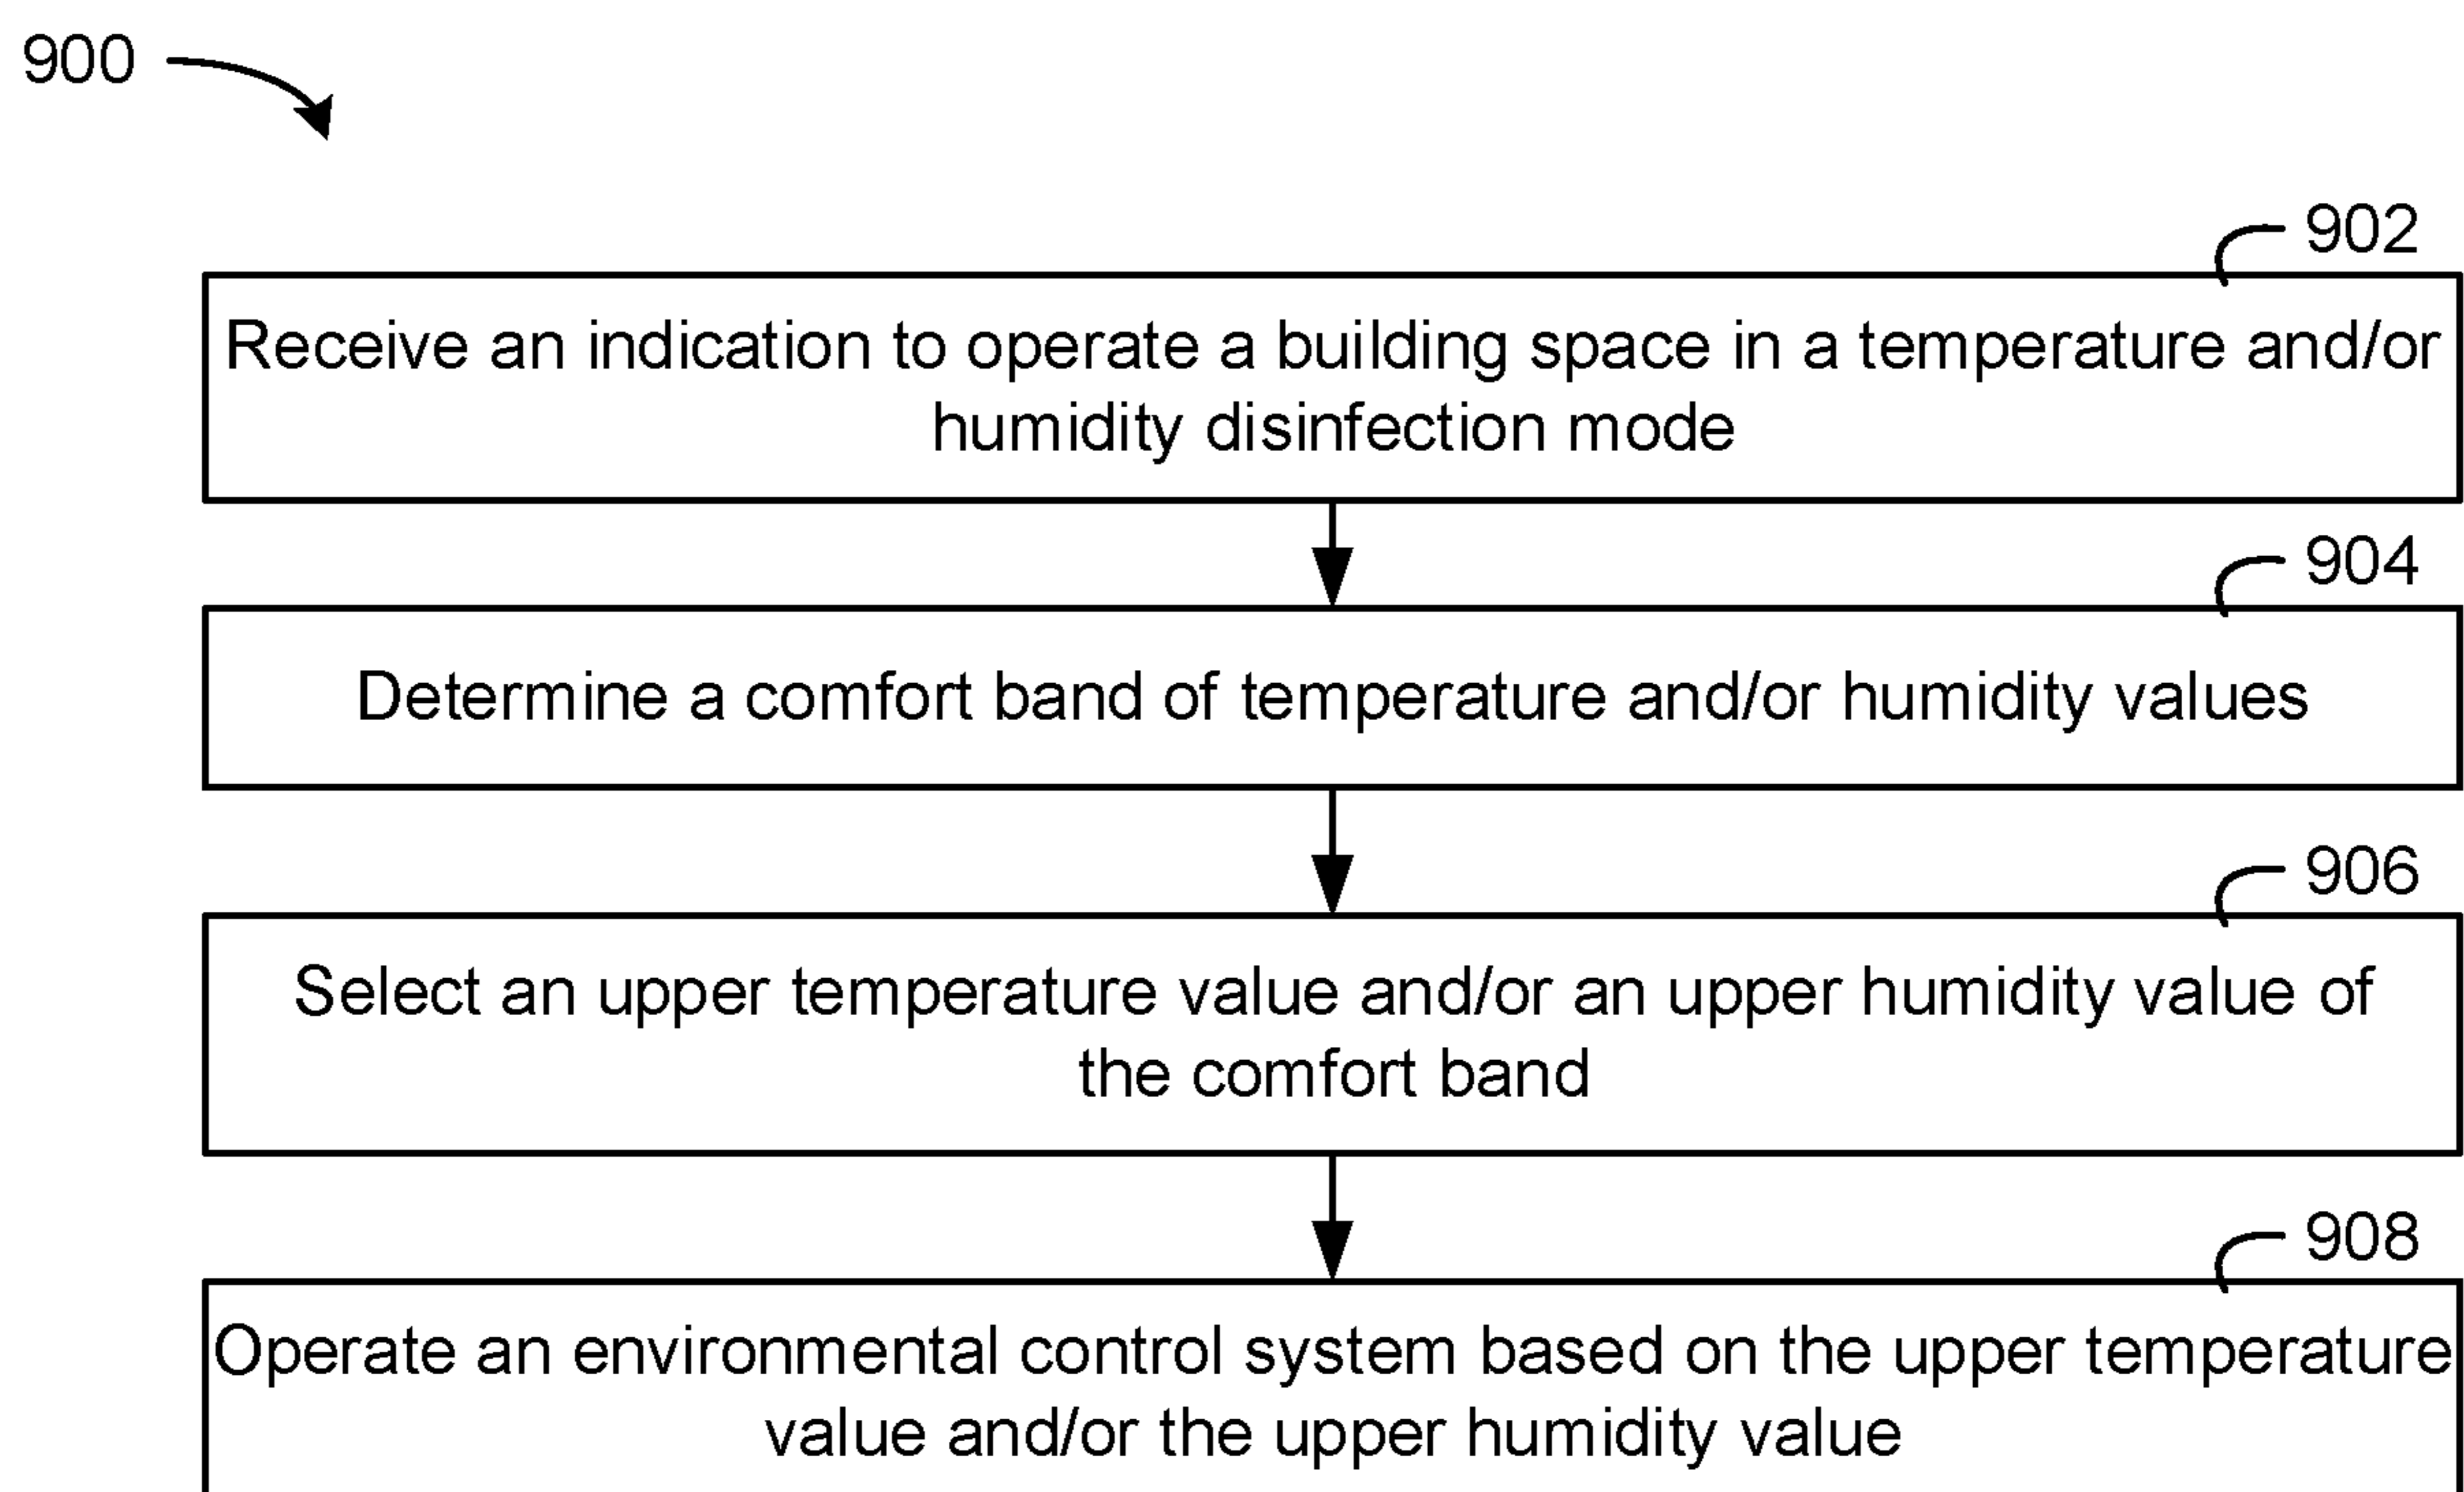 900
902
Receive an indication to operate a building space in a temperature and/or
humidity disinfection mode
904
Determine a comfort band of temperature and/or humidity values
906
Select an upper temperature value and/or an upper humidity value of
the comfort band
908
Operate an environmental control system based on the upper temperature
value and/or the upper humidity value